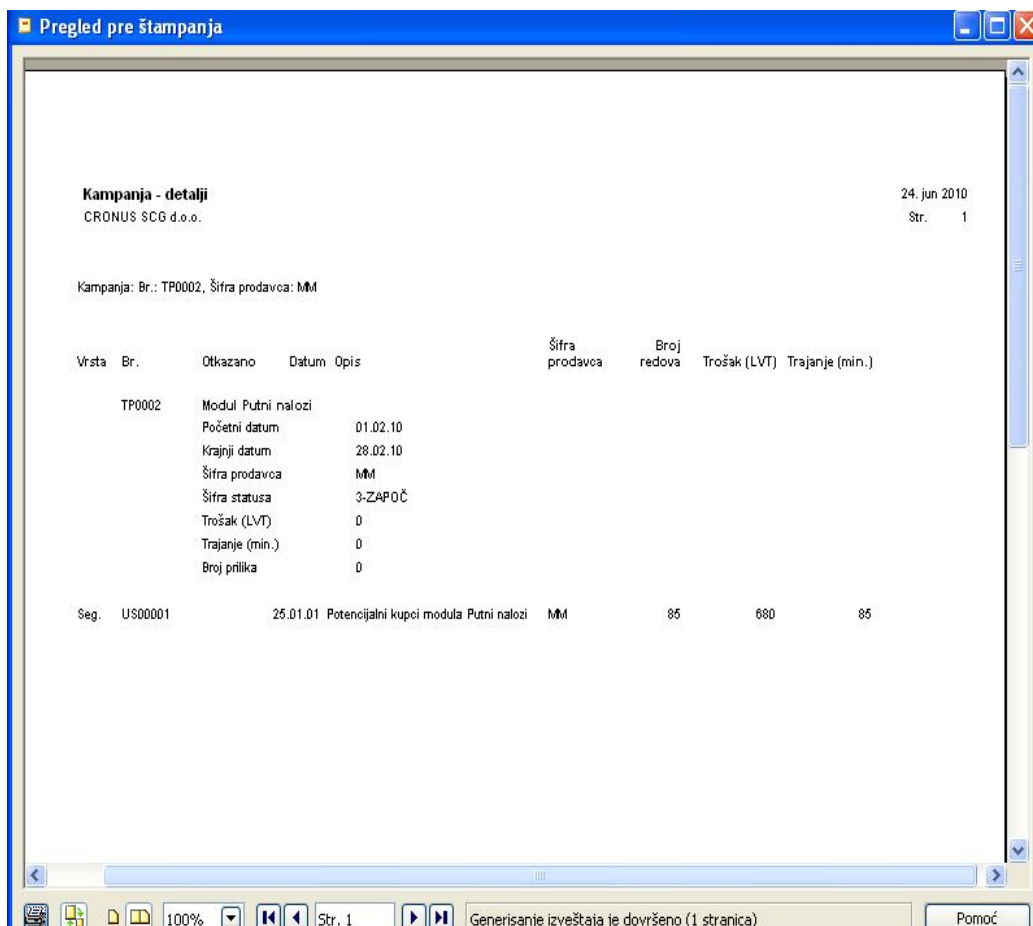 Pregled pre štampanja
Kampanja - detalji 24. jun 2010
CRONUS SCG d.o.o. Str. 1
Kampanja: Br.: TP0002, Šifra prodavca: MM
Vrsta Br. Otkazano Datum Opis Šifra prodavca Broj redova Trošak (LVT) Trajanje (min.)
TP0002 Modul Putni nalozi
Početni datum 01.02.10
Krajnji datum 28.02.10
Šifra prodavca MM
Šifra statusa 3-ZAPOČ
Trošak (LVT) 0
Trajanje (min.) 0
Broj prilika 0
Seg. US00001 25.01.01 Potencijalni kupci modula Putni nalozi MM 85 680 85
100% Str. 1 Generisanje izveštaja je dovršeno (1 stranica) Pomoć